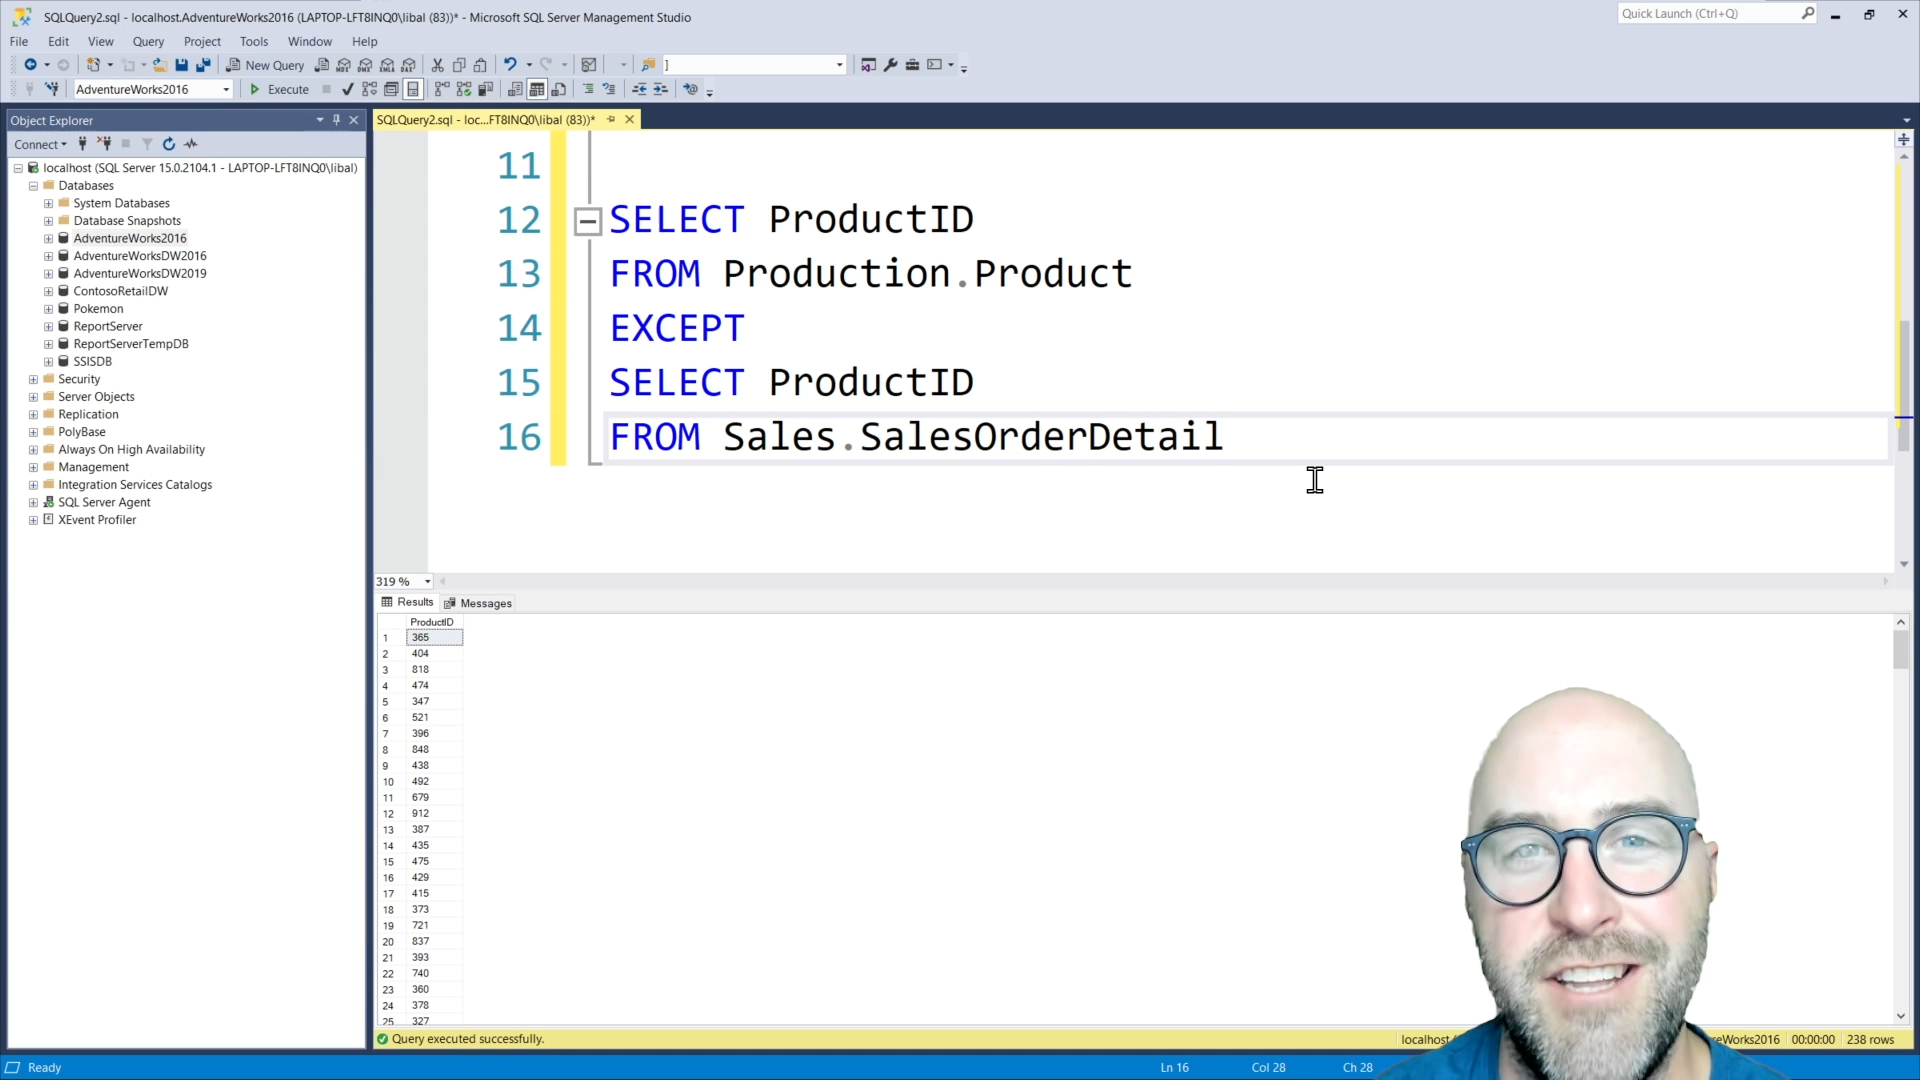 SQLQuery2.sql - localhost.AdventureWorks2016 (LAPTOP-LFT8INQ0\libal (83))* - Microsoft SQL Server Management Studio
Quick Launch (Ctrl+Q)
File Edit View Query Project Tools Window Help
New Query ]
AdventureWorks2016 Execute
Object Explorer
Connect
localhost (SQL Server 15.0.2104.1 - LAPTOP-LFT8INQ0\libal)
Databases
System Databases
Database Snapshots
AdventureWorks2016
AdventureWorksDW2016
AdventureWorksDW2019
ContosoRetailDW
Pokemon
ReportServer
ReportServerTempDB
SSISDB
Security
Server Objects
Replication
PolyBase
Always On High Availability
Management
Integration Services Catalogs
SQL Server Agent
XEvent Profiler
SQLQuery2.sql - loc...FT8INQ0\libal (83))*
11
12 SELECT ProductID
13 FROM Production.Product
14 EXCEPT
15 SELECT ProductID
16 FROM Sales.SalesOrderDetail
319 %
Results Messages
ProductID
1 365
2 404
3 818
4 474
5 347
6 521
7 396
8 848
9 438
10 492
11 679
12 912
13 387
14 435
15 475
16 429
17 415
18 373
19 721
20 837
21 393
22 740
23 360
24 378
25 327
Query executed successfully. localhost eWorks2016 00:00:00 238 rows
Ready Ln 16 Col 28 Ch 28